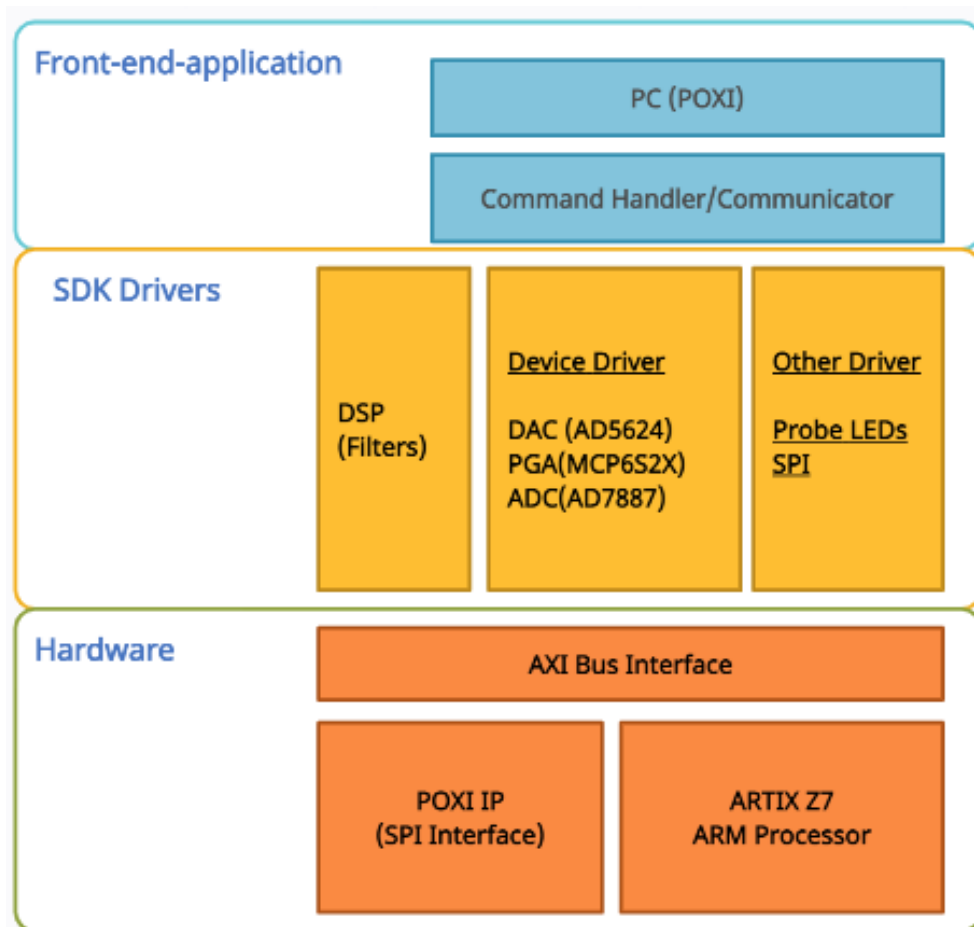 Front-end-application
PC (POXI)
Command Handler/Communicator
SDK Drivers
DSP
(Filters)
Device Driver
DAC (AD5624)
PGA(MCP6S2X)
ADC(AD7887)
Other Driver
Probe LEDs
SPI
Hardware
AXI Bus Interface
POXI IP
(SPI Interface)
ARTIX Z7
ARM Processor